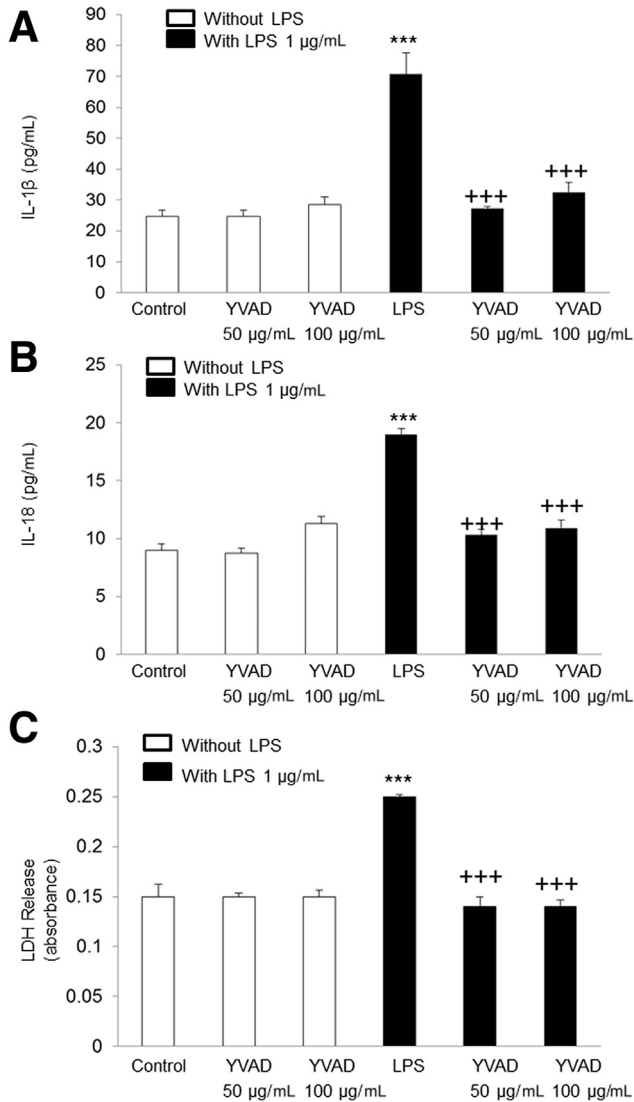 A
Without LPS
With LPS 1 µg/mL
IL-1β (pg/mL)
90
80
70
60
50
40
30
20
10
0
***
+++
+++
Control YVAD YVAD LPS YVAD YVAD
50 µg/mL 100 µg/mL 50 µg/mL 100 µg/mL
B
Without LPS
With LPS 1 µg/mL
IL-18 (pg/mL)
25
20
15
10
5
0
***
+++
+++
Control YVAD YVAD LPS YVAD YVAD
50 µg/mL 100 µg/mL 50 µg/mL 100 µg/mL
C
Without LPS
With LPS 1 µg/mL
LDH Release
(absorbance)
0.3
0.25
0.2
0.15
0.1
0.05
0
***
+++
+++
Control YVAD YVAD LPS YVAD YVAD
50 µg/mL 100 µg/mL 50 µg/mL 100 µg/mL